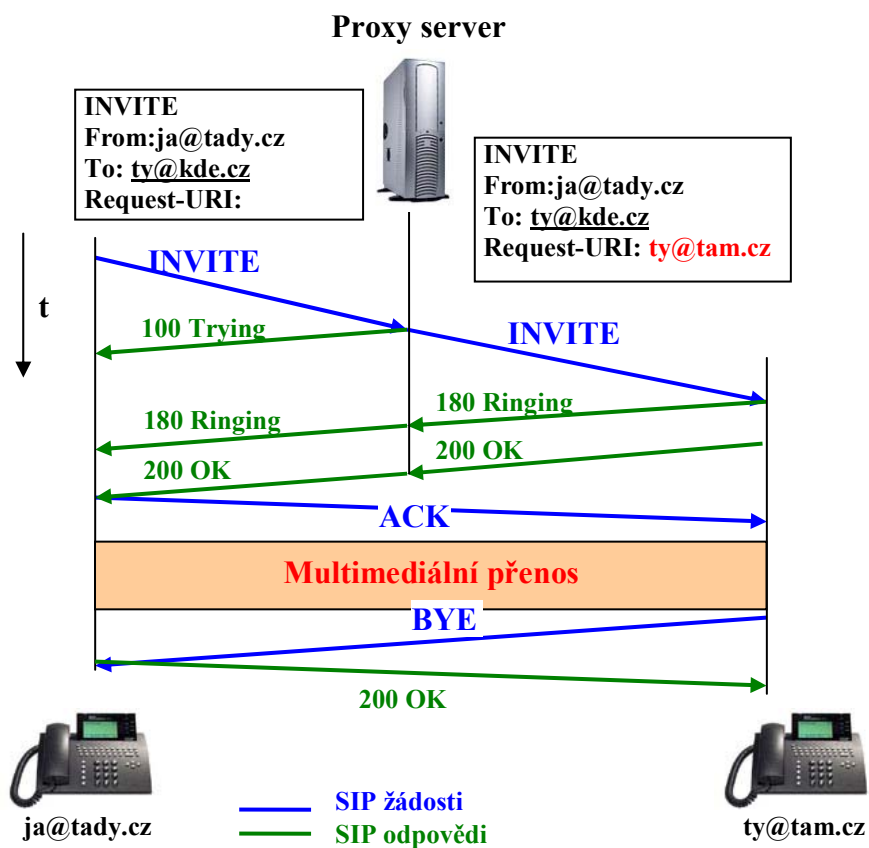 Proxy server
INVITE
From:ja@tady.cz
To: ty@kde.cz
Request-URI:
INVITE
From:ja@tady.cz
To: ty@kde.cz
Request-URI: ty@tam.cz
t
INVITE
100 Trying
INVITE
180 Ringing
180 Ringing
200 OK
200 OK
ACK
Multimediální přenos
BYE
200 OK
ja@tady.cz
SIP žádosti
SIP odpovědi
ty@tam.cz